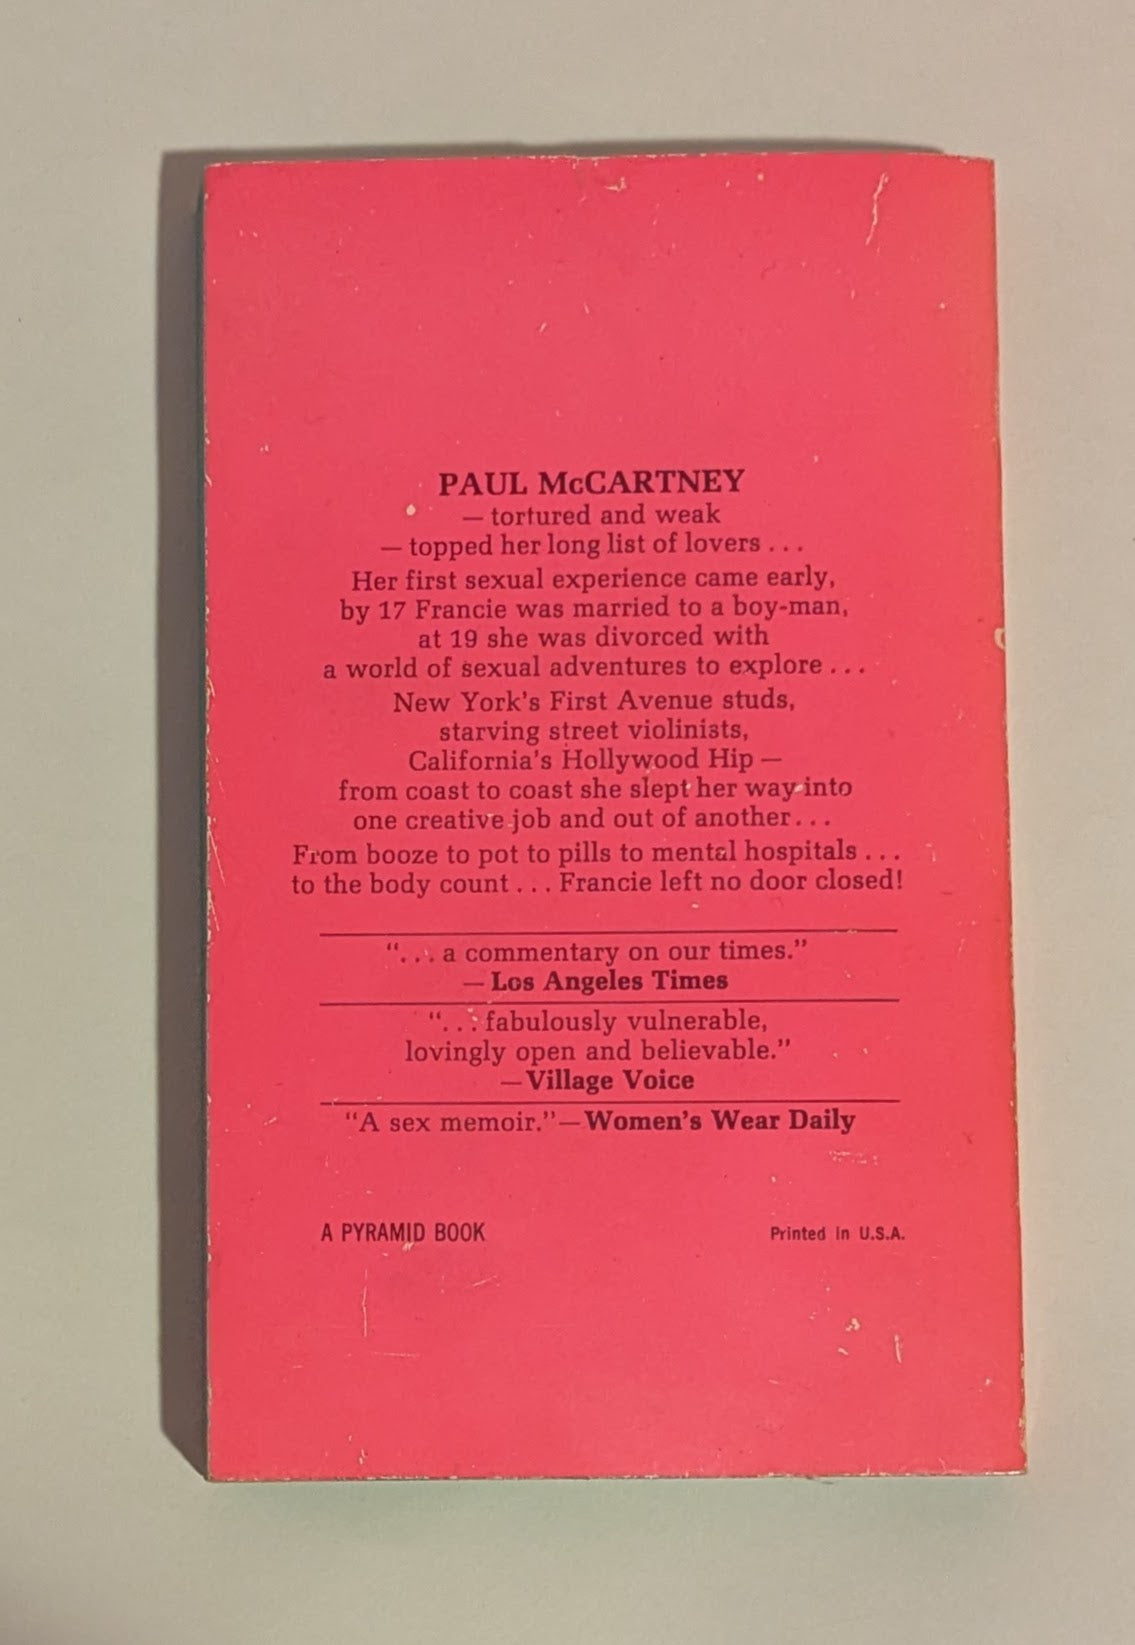 PAUL McCARTNEY
— tortured and weak
— topped her long list of lovers . . .
Her first sexual experience came early,
by 17 Francie was married to a boy-man,
at 19 she was divorced with
a world of sexual adventures to explore . . .
New York's First Avenue studs,
starving street violinists,
California's Hollywood Hip —
from coast to coast she slept her way into
one creative job and out of another . . .
From booze to pot to pills to mental hospitals . . .
to the body count . . . Francie left no door closed!
“. . . a commentary on our times.”
— Los Angeles Times
“. . . fabulously vulnerable,
lovingly open and believable.”
— Village Voice
“A sex memoir.”— Women's Wear Daily
A PYRAMID BOOK
Printed in U.S.A.